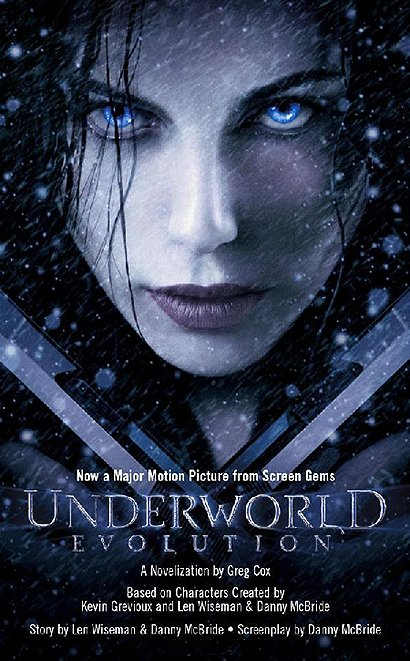 Now a Major Motion Picture from Screen Gems
UNDERWORLD
EVOLUTION
A Novelization by Greg Cox
Based on Characters Created by
Kevin Grevioux and Len Wiseman & Danny McBride
Story by Len Wiseman & Danny McBride • Screenplay by Danny McBride